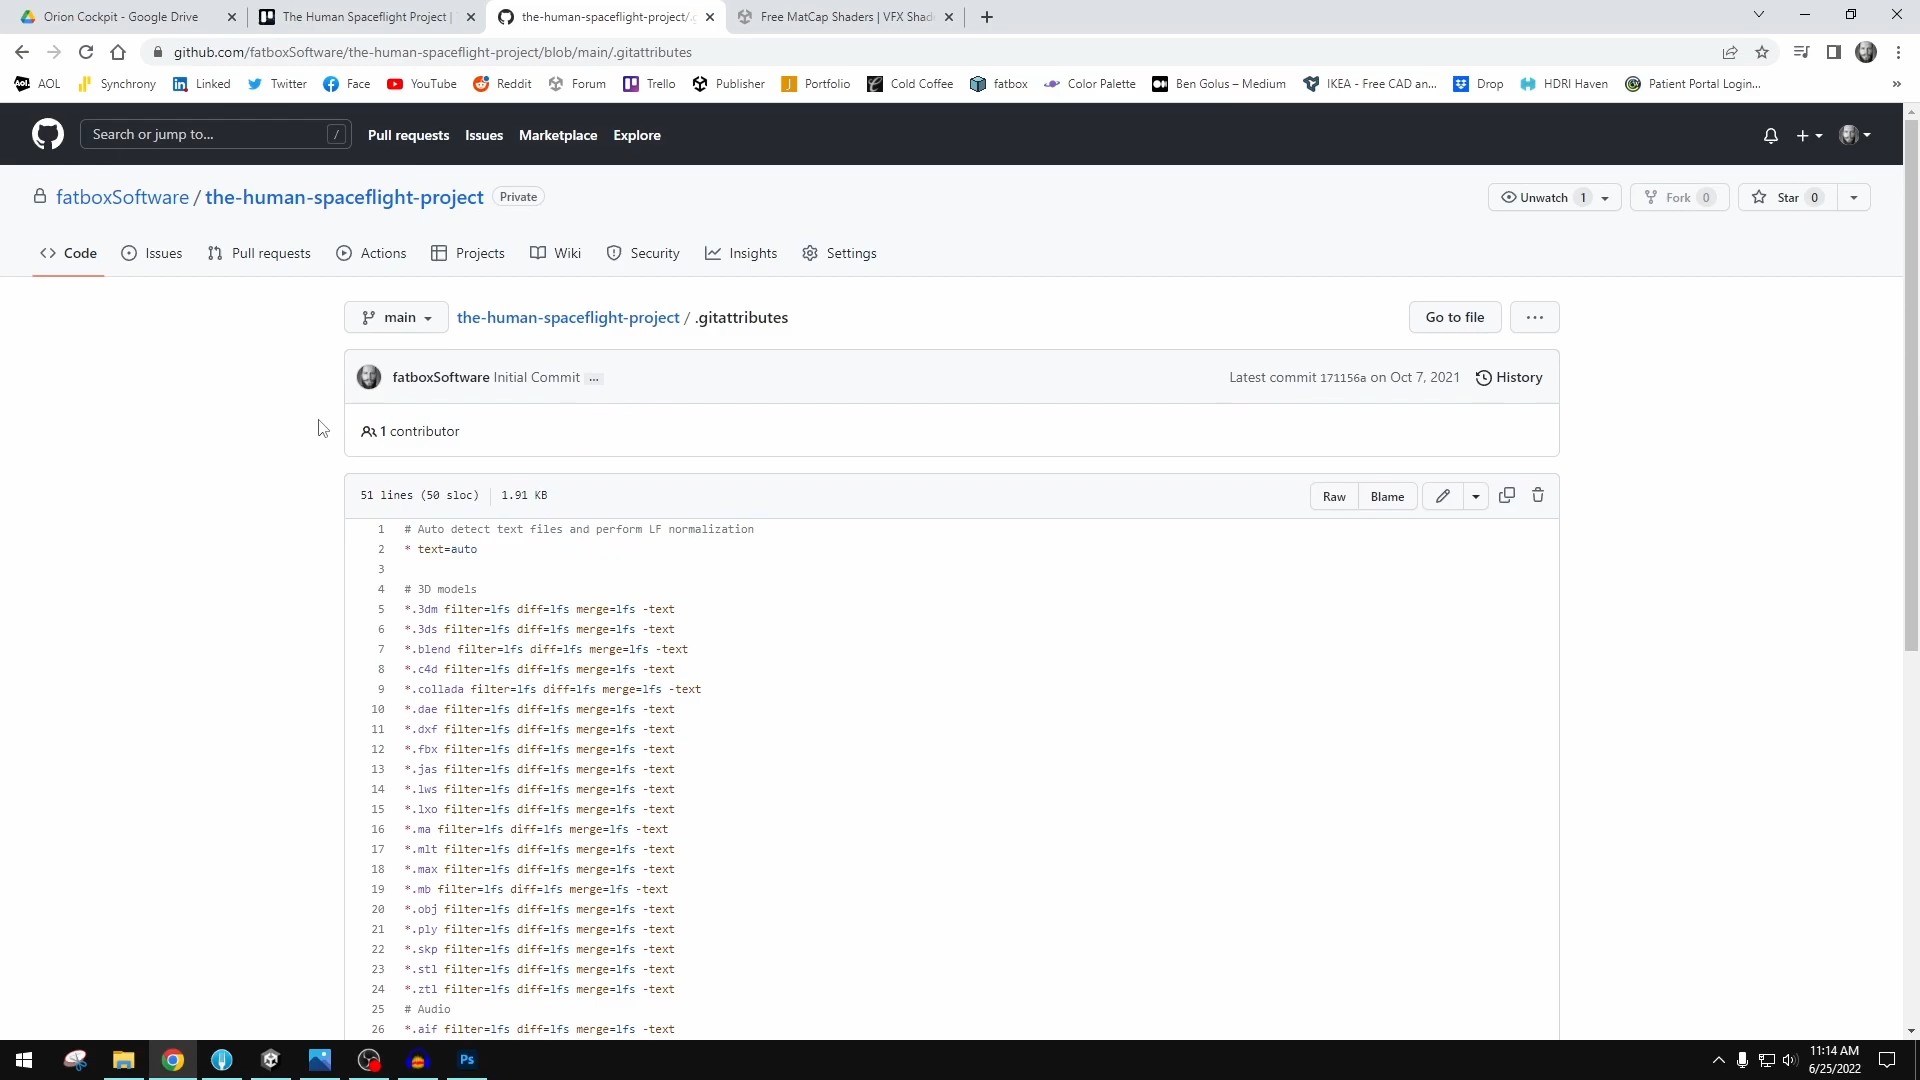 Orion Cockpit - Google Drive
The Human Spaceflight Project |
the-human-spaceflight-project/.g
Free MatCap Shaders | VFX Shad
github.com/fatboxSoftware/the-human-spaceflight-project/blob/main/.gitattributes
Aol. AOL
Synchrony
Linked
Twitter
Face
YouTube
Reddit
Forum
Trello
Publisher
Portfolio
Cold Coffee
fatbox
Color Palette
Ben Golus – Medium
IKEA - Free CAD an...
Drop
HDRI Haven
Patient Portal Login...
»
Search or jump to... /
Pull requests
Issues
Marketplace
Explore
fatboxSoftware / the-human-spaceflight-project Private
Unwatch 1
Fork 0
Star 0
Code
Issues
Pull requests
Actions
Projects
Wiki
Security
Insights
Settings
main
the-human-spaceflight-project / .gitattributes
Go to file
...
fatboxSoftware Initial Commit ...
Latest commit 171156a on Oct 7, 2021
History
1 contributor
51 lines (50 sloc) 1.91 KB
Raw
Blame
1 # Auto detect text files and perform LF normalization
2 * text=auto
3
4 # 3D models
5 *.3dm filter=lfs diff=lfs merge=lfs -text
6 *.3ds filter=lfs diff=lfs merge=lfs -text
7 *.blend filter=lfs diff=lfs merge=lfs -text
8 *.c4d filter=lfs diff=lfs merge=lfs -text
9 *.collada filter=lfs diff=lfs merge=lfs -text
10 *.dae filter=lfs diff=lfs merge=lfs -text
11 *.dxf filter=lfs diff=lfs merge=lfs -text
12 *.fbx filter=lfs diff=lfs merge=lfs -text
13 *.jas filter=lfs diff=lfs merge=lfs -text
14 *.lws filter=lfs diff=lfs merge=lfs -text
15 *.lxo filter=lfs diff=lfs merge=lfs -text
16 *.ma filter=lfs diff=lfs merge=lfs -text
17 *.mlt filter=lfs diff=lfs merge=lfs -text
18 *.max filter=lfs diff=lfs merge=lfs -text
19 *.mb filter=lfs diff=lfs merge=lfs -text
20 *.obj filter=lfs diff=lfs merge=lfs -text
21 *.ply filter=lfs diff=lfs merge=lfs -text
22 *.skp filter=lfs diff=lfs merge=lfs -text
23 *.stl filter=lfs diff=lfs merge=lfs -text
24 *.ztl filter=lfs diff=lfs merge=lfs -text
25 # Audio
26 *.aif filter=lfs diff=lfs merge=lfs -text
Ps
11:14 AM
6/25/2022